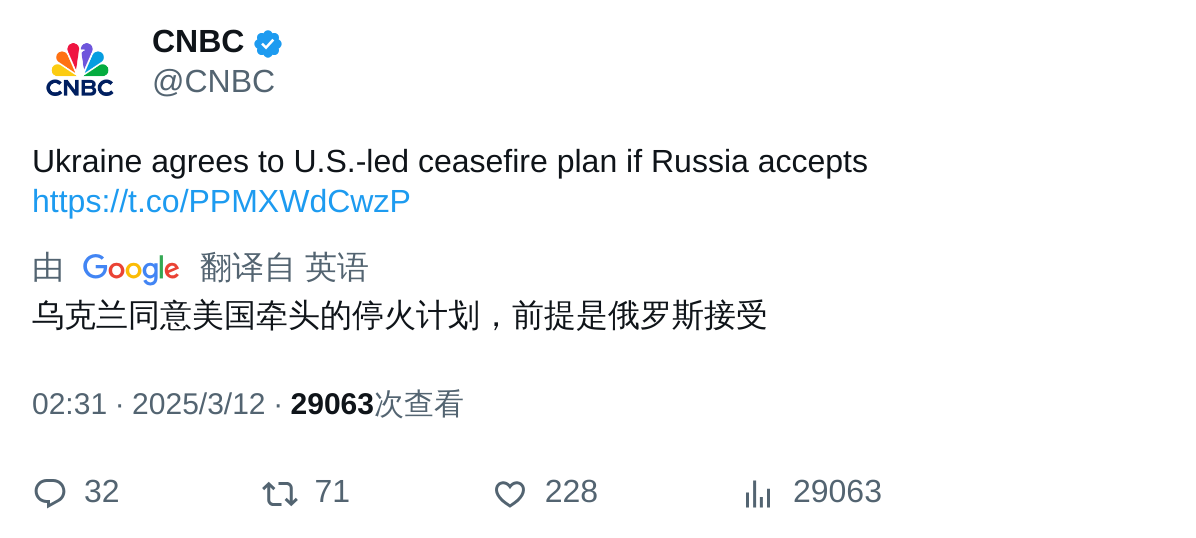 CNBC
CNBC
@CNBC
Ukraine agrees to U.S.-led ceasefire plan if Russia accepts
https://t.co/PPMXWdCwzP
由 Google 翻译自 英语
乌克兰同意美国牵头的停火计划，前提是俄罗斯接受
02:31 · 2025/3/12 · 29063次查看
32 71 228 29063